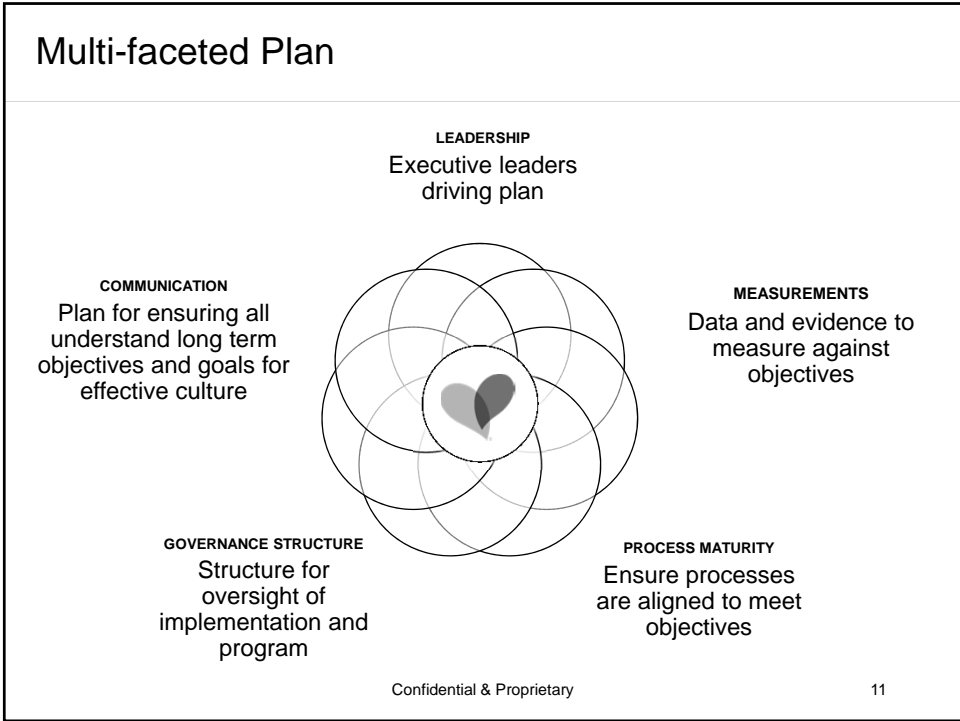 Multi-faceted Plan
LEADERSHIP
Executive leaders
driving plan
COMMUNICATION
Plan for ensuring all
understand long term
objectives and goals for
effective culture
MEASUREMENTS
Data and evidence to
measure against
objectives
GOVERNANCE STRUCTURE
Structure for
oversight of
implementation and
program
PROCESS MATURITY
Ensure processes
are aligned to meet
objectives
Confidential & Proprietary
11